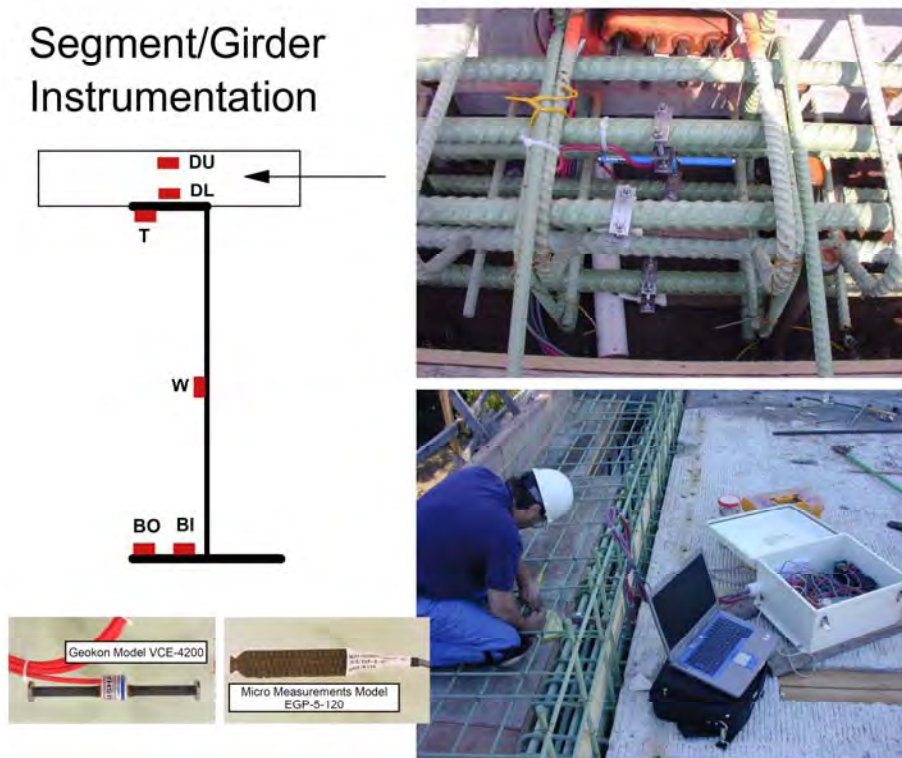 Segment/Girder
Instrumentation
DU
DL
T
W
BO BI
Geokon Model VCE-4200
Micro Measurements Model
EGP-5-120